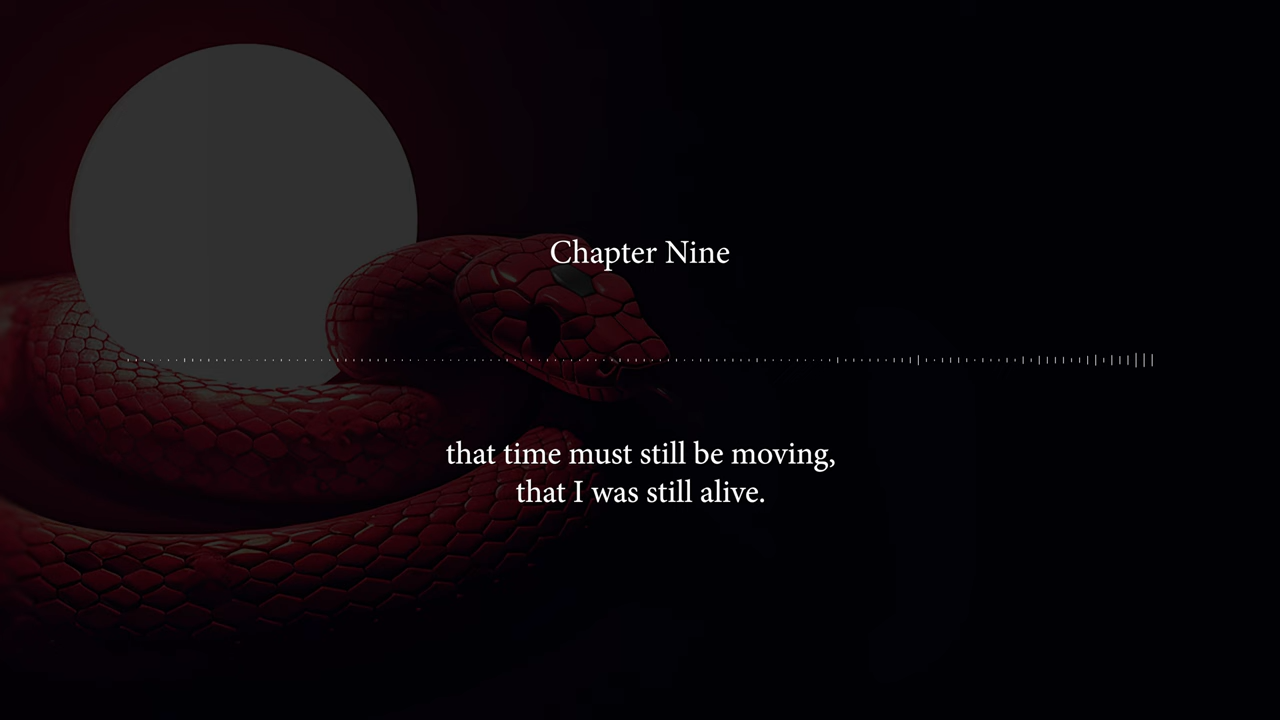 Chapter Nine
that time must still be moving,
that I was still alive.